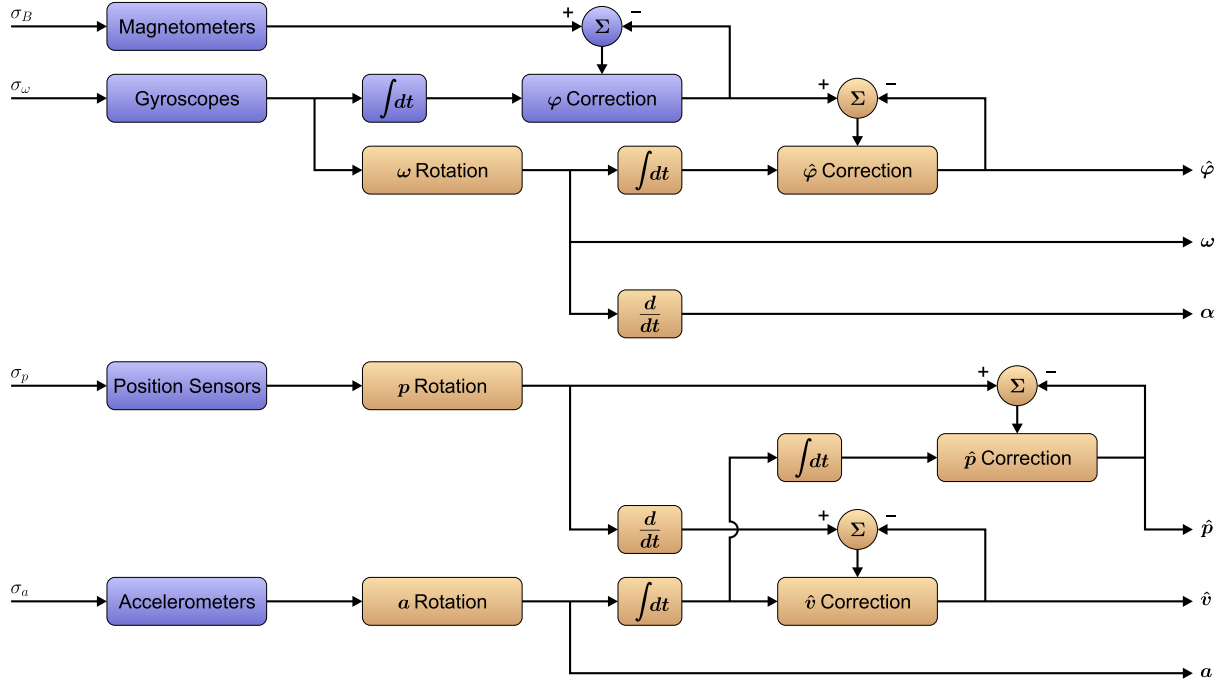 σ_B Magnetometers + Σ −
σ_ω Gyroscopes ∫dt φ Correction + Σ −
ω Rotation ∫dt φ̂ Correction φ̂
ω
d/dt α
σ_p Position Sensors p Rotation + Σ −
∫dt p̂ Correction
d/dt + Σ − p̂
σ_a Accelerometers a Rotation ∫dt v̂ Correction v̂
a